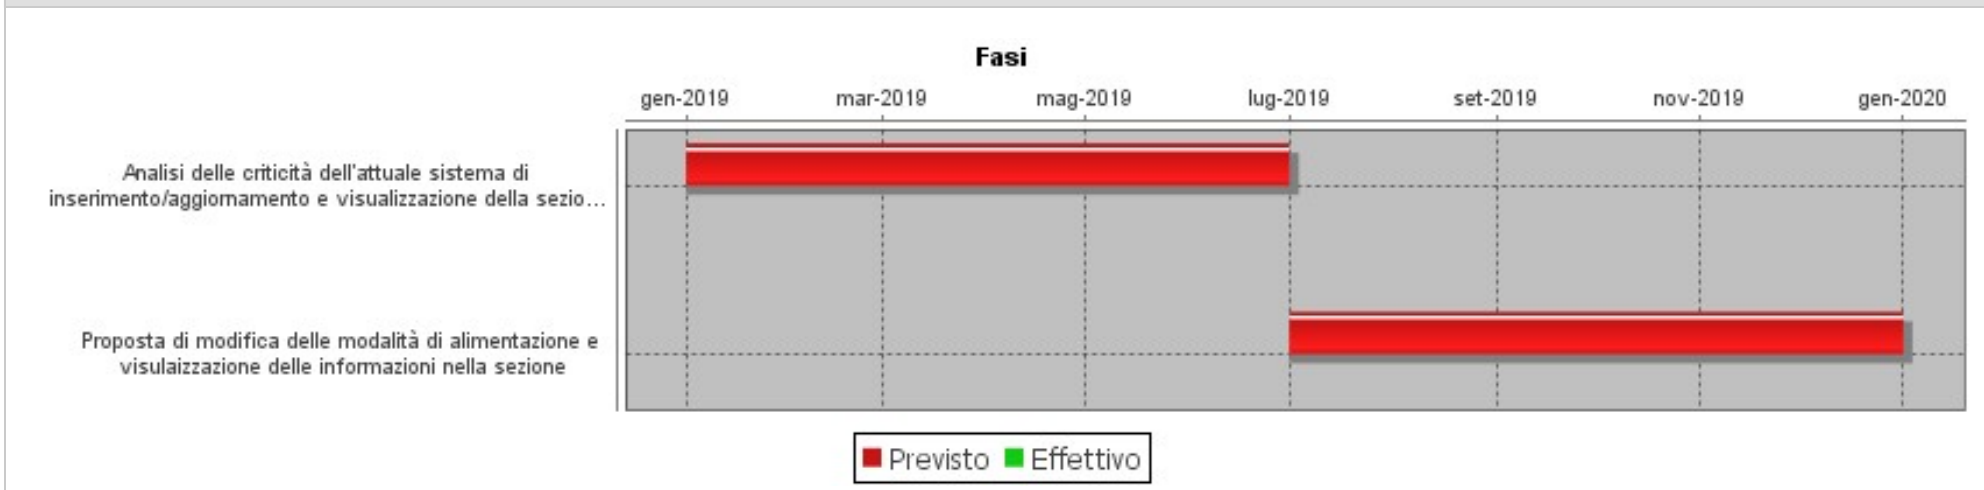 Fasi
gen-2019 mar-2019 mag-2019 lug-2019 set-2019 nov-2019 gen-2020
Analisi delle criticità dell'attuale sistema di
inserimento/aggiornamento e visualizzazione della sezio...
Proposta di modifica delle modalità di alimentazione e
visulaizzazione delle informazioni nella sezione
Previsto Effettivo